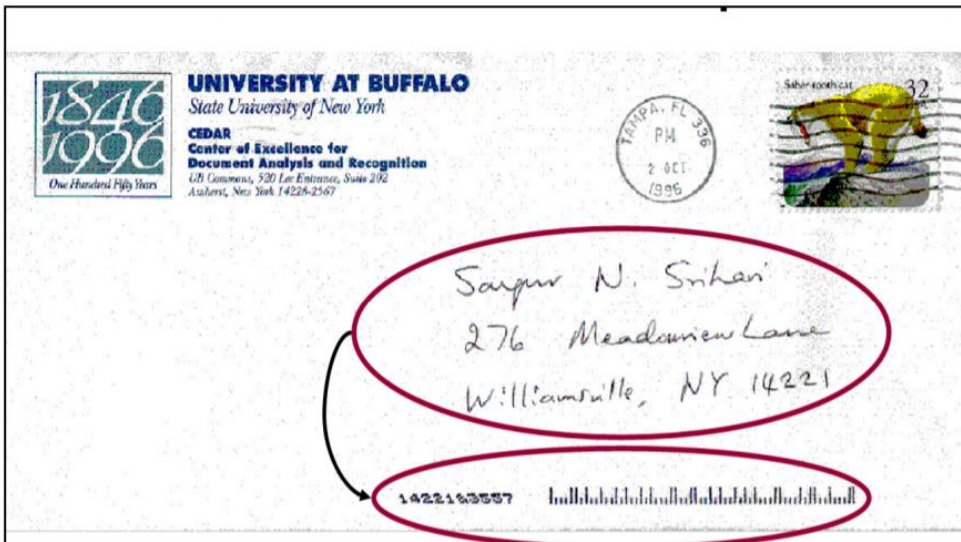 1846
1996
One Hundred Fifty Years
UNIVERSITY AT BUFFALO
State University of New York
CEDAR
Center of Excellence for
Document Analysis and Recognition
UB Commons, 520 Lee Entrance, Suite 202
Amherst, New York 14228-2567
TAMPA, FL 336
PM
2 OCT
1996
Saber-tooth cat
32
Sargur N. Srihari
276 Meadowview Lane
Williamsville, NY 14221